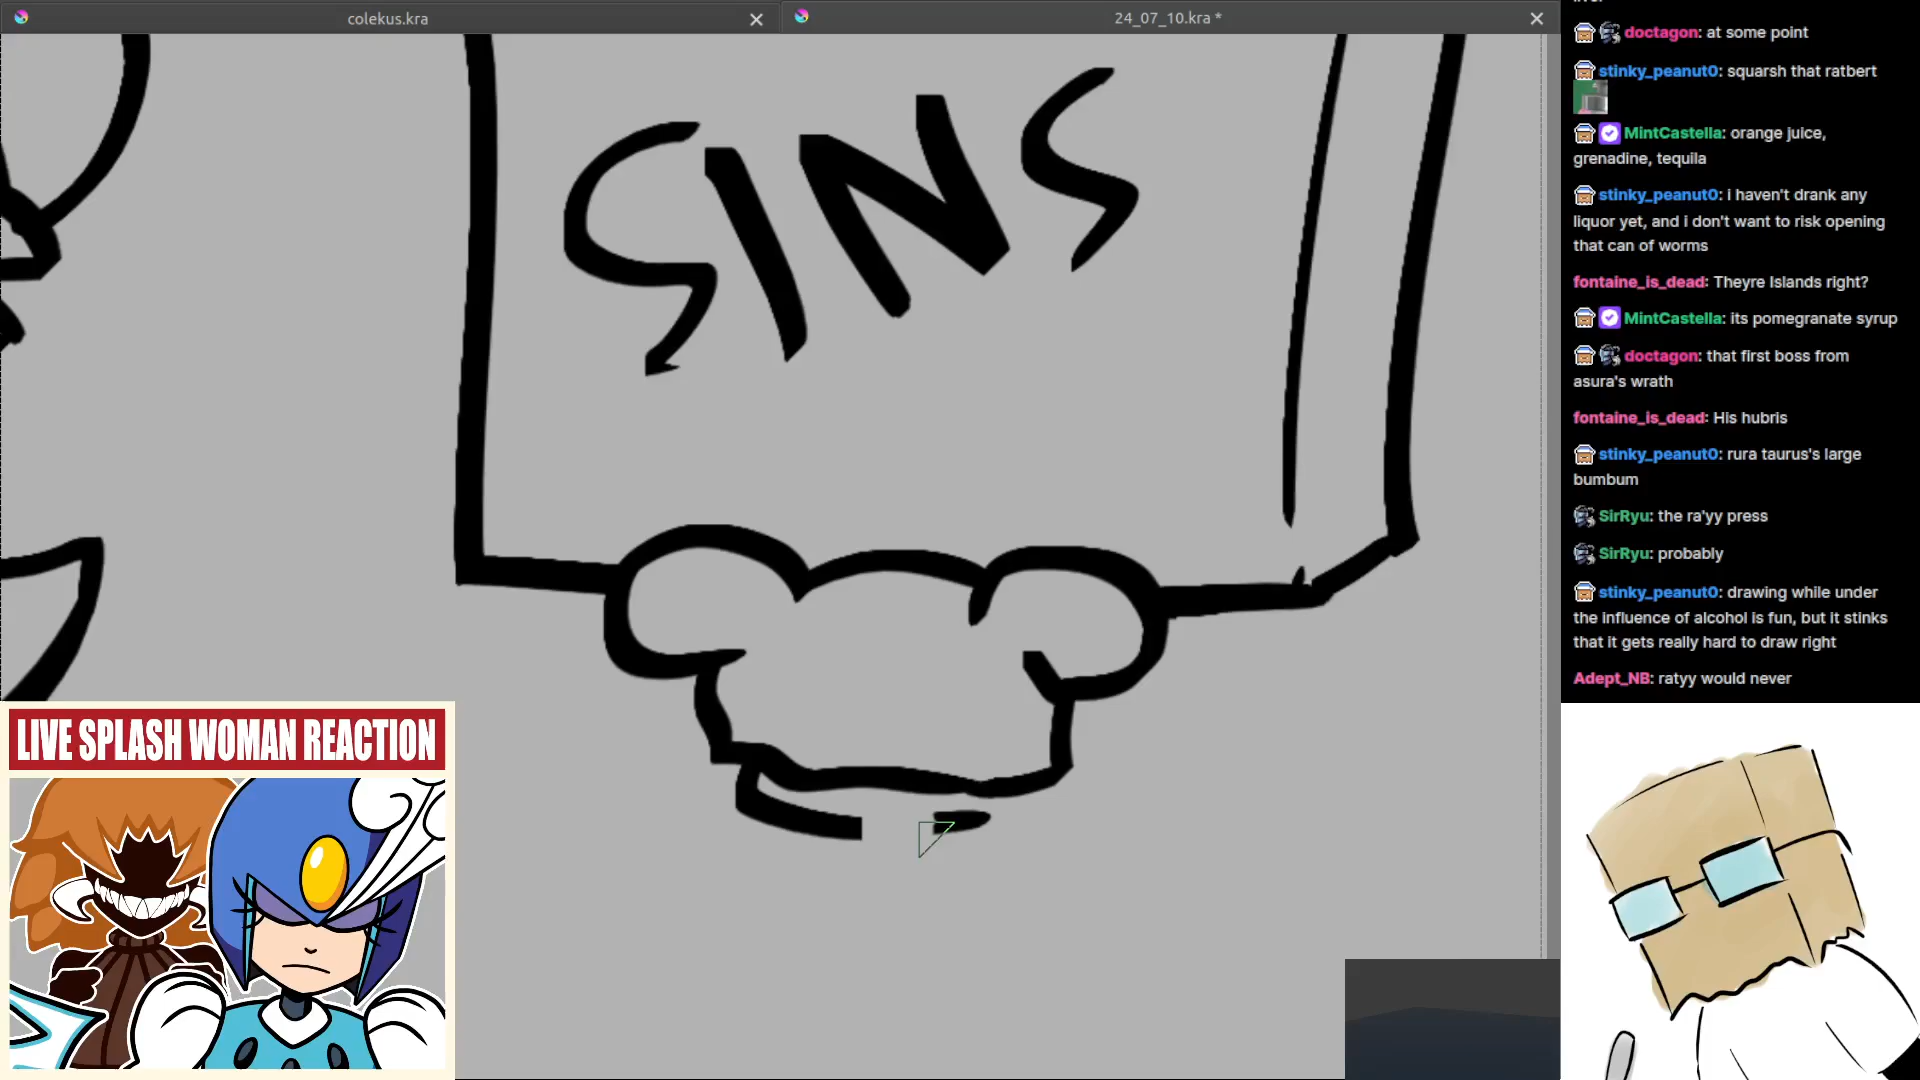 colekus.kra
24_07_10.kra *
SINS
LIVE SPLASH WOMAN REACTION
doctagon: at some point
stinky_peanut0: squarsh that ratbert
MintCastella: orange juice,
grenadine, tequila
stinky_peanut0: i haven't drank any
liquor yet, and i don't want to risk opening
that can of worms
fontaine_is_dead: Theyre Islands right?
MintCastella: its pomegranate syrup
doctagon: that first boss from
asura's wrath
fontaine_is_dead: His hubris
stinky_peanut0: rura taurus's large
bumbum
SirRyu: the ra'yy press
SirRyu: probably
stinky_peanut0: drawing while under
the influence of alcohol is fun, but it stinks
that it gets really hard to draw right
Adept_NB: ratyy would never